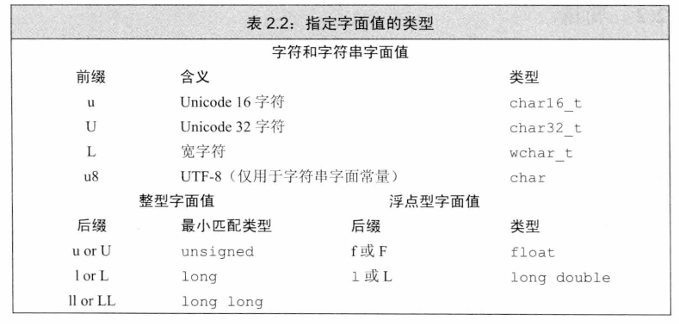 表 2.2：指定字面值的类型
字符和字符串字面值
前缀 含义 类型
u Unicode 16 字符 char16_t
U Unicode 32 字符 char32_t
L 宽字符 wchar_t
u8 UTF-8（仅用于字符串字面常量） char
整型字面值 浮点型字面值
后缀 最小匹配类型 后缀 类型
u or U unsigned f 或 F float
l or L long l 或 L long double
ll or LL long long